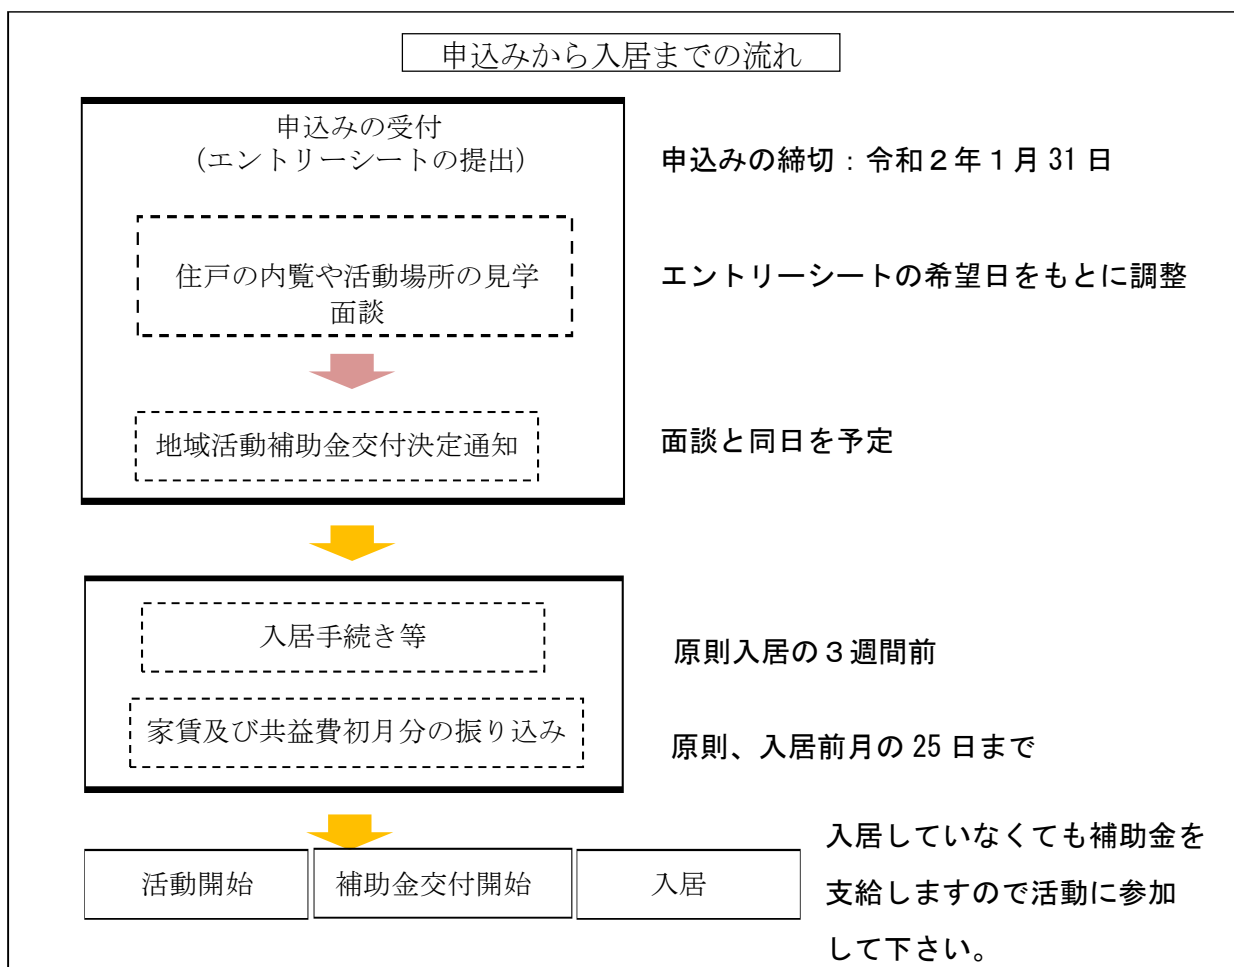 申込みから入居までの流れ
申込みの受付
(エントリーシートの提出)
申込みの締切：令和２年１月 31 日
住戸の内覧や活動場所の見学
面談
エントリーシートの希望日をもとに調整
地域活動補助金交付決定通知
面談と同日を予定
入居手続き等
原則入居の３週間前
家賃及び共益費初月分の振り込み
原則、入居前月の 25 日まで
活動開始
補助金交付開始
入居
入居していなくても補助金を
支給しますので活動に参加
して下さい。